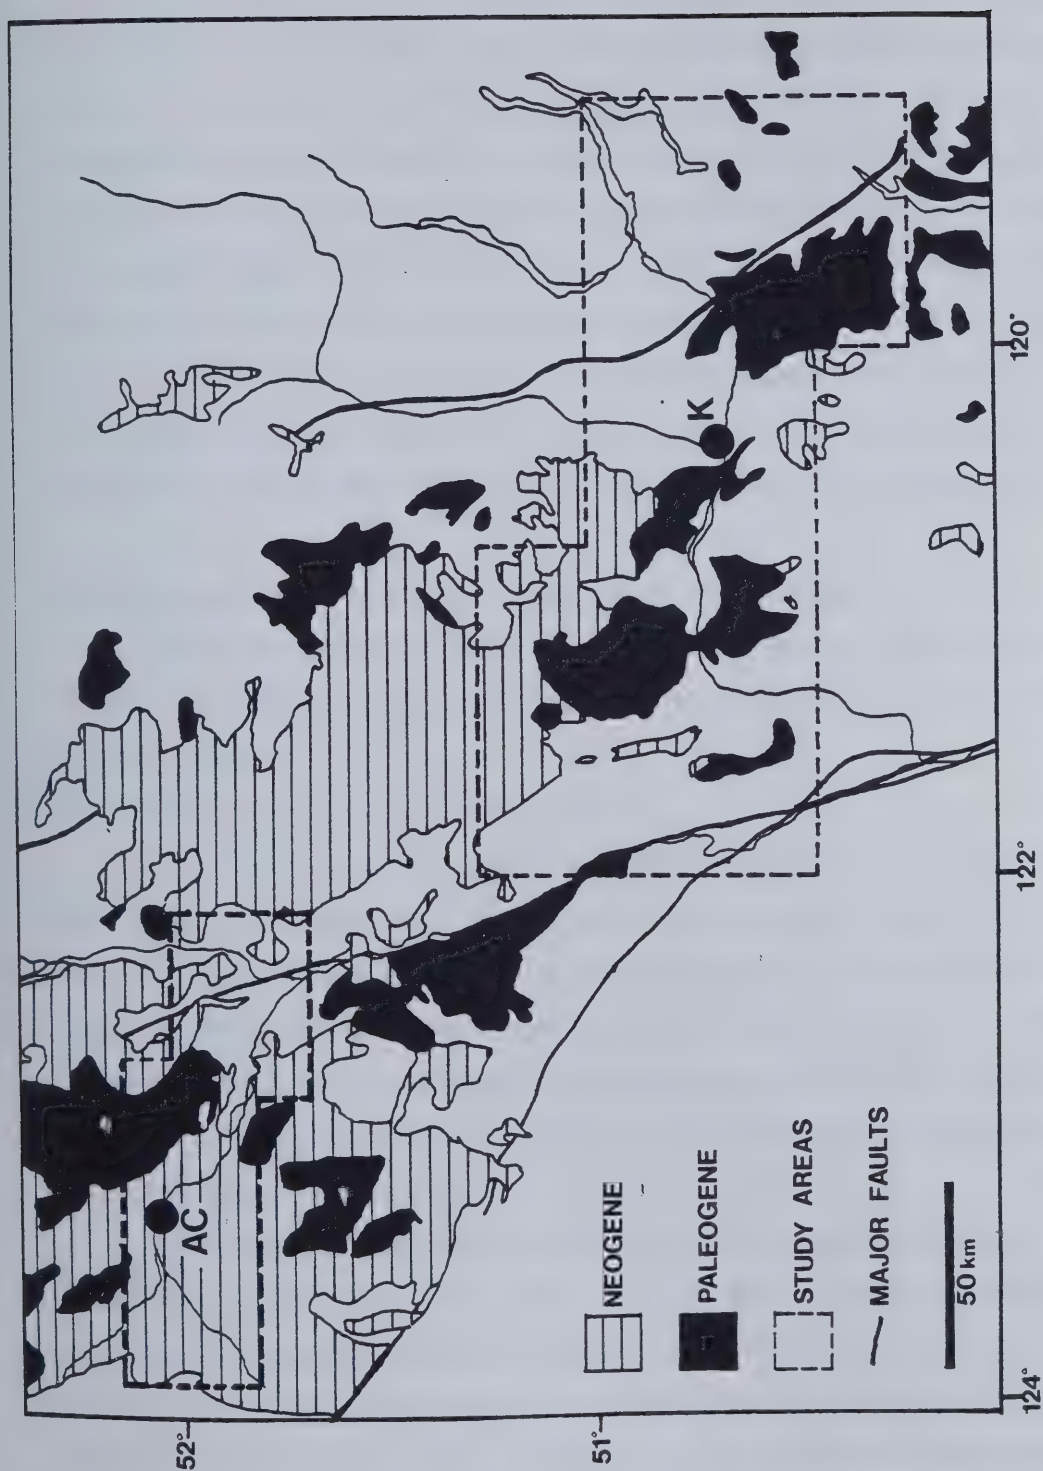 52°
51°
124°
122°
120°
AC
K
NEOGENE
PALEOGENE
STUDY AREAS
MAJOR FAULTS
50 km